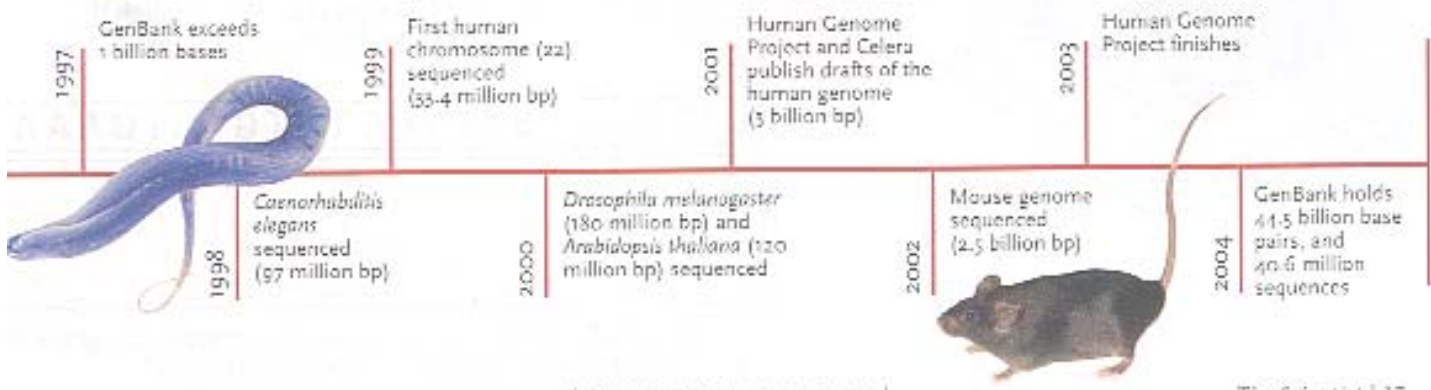 1997
GenBank exceeds
1 billion bases
1998
Caenorhabditis
elegans
sequenced
(97 million bp)
1999
First human
chromosome (22)
sequenced
(33.4 million bp)
2000
Drosophila melanogaster
(180 million bp) and
Arabidopsis thaliana (120
million bp) sequenced
2001
Human Genome
Project and Celera
publish drafts of the
human genome
(3 billion bp)
2002
Mouse genome
sequenced
(2.5 billion bp)
2003
Human Genome
Project finishes
2004
GenBank holds
44.5 billion base
pairs, and
40.6 million
sequences